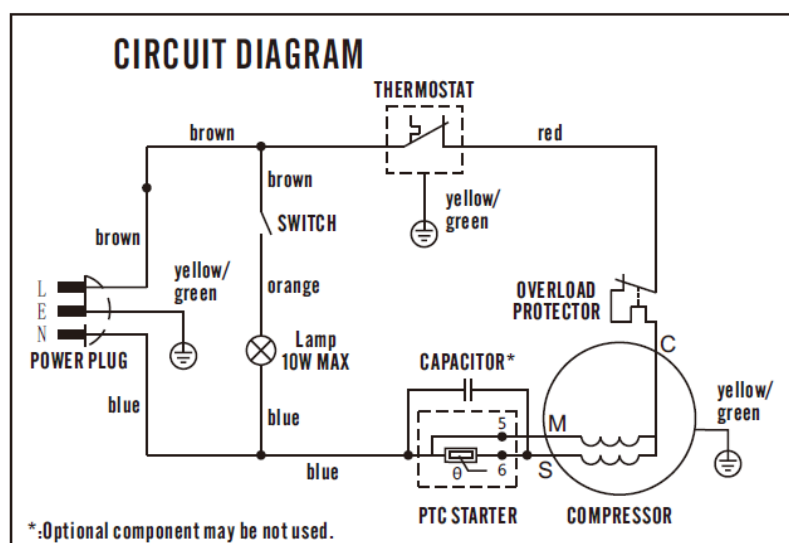 CIRCUIT DIAGRAM
THERMOSTAT
brown
red
brown
yellow/
green
SWITCH
brown
yellow/
green
orange
OVERLOAD
PROTECTOR
L
E
N
POWER PLUG
Lamp
10W MAX
CAPACITOR*
C
yellow/
green
blue
blue
5
M
blue
θ
6
S
PTC STARTER
COMPRESSOR
*:Optional component may be not used.